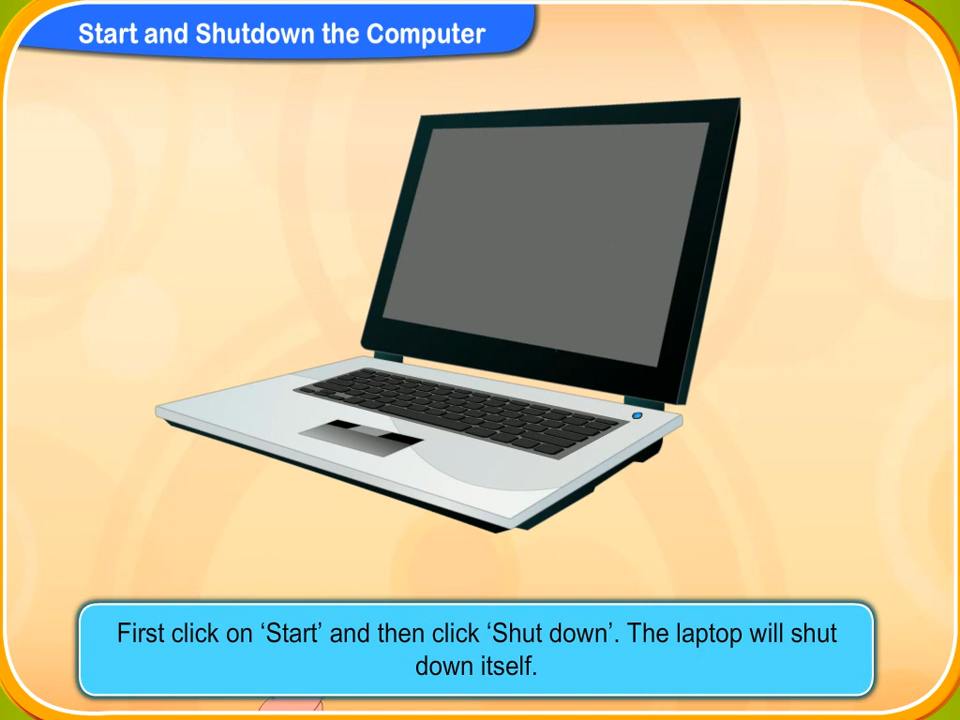 Start and Shutdown the Computer
First click on ‘Start’ and then click ‘Shut down’. The laptop will shut
down itself.